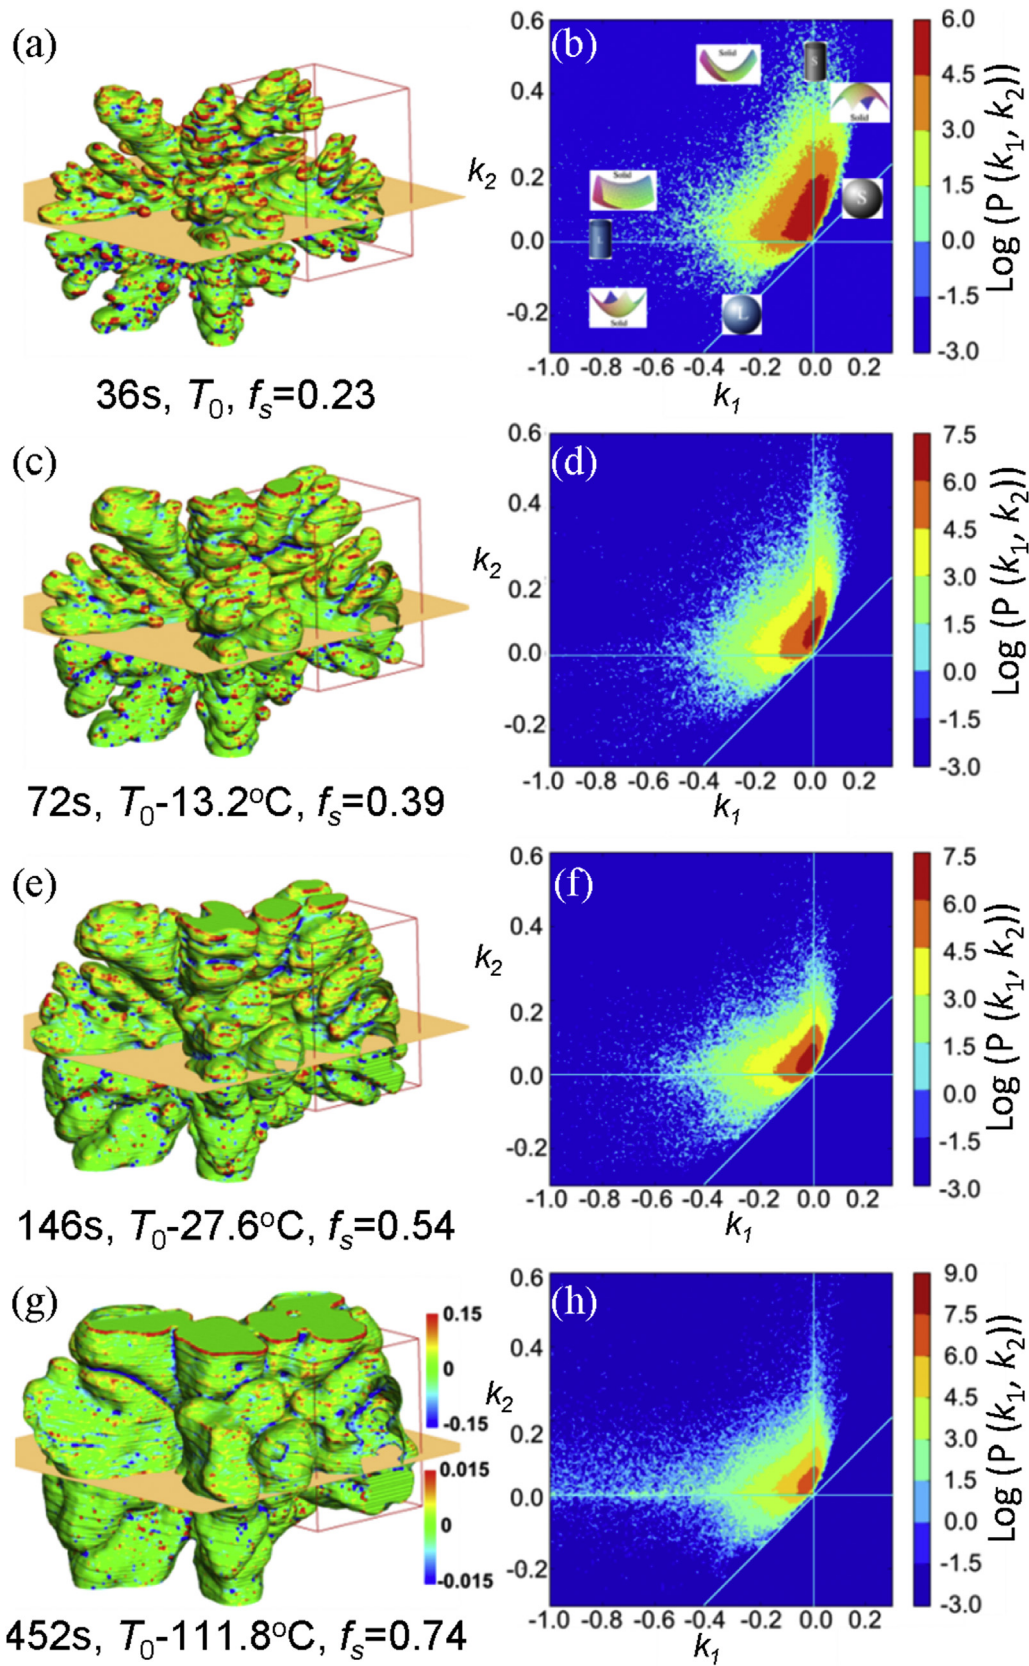 (a)
36s, T0, fs=0.23
(b)
k2
0.6
0.4
0.2
0.0
-0.2
-1.0 -0.8 -0.6 -0.4 -0.2 0.0 0.2
k1
Solid
S
Solid
Solid
S
L
Solid
L
6.0
4.5
3.0
1.5
0.0
-1.5
-3.0
Log (P (k1, k2))
(c)
72s, T0-13.2°C, fs=0.39
(d)
k2
0.6
0.4
0.2
0.0
-0.2
-1.0 -0.8 -0.6 -0.4 -0.2 0.0 0.2
k1
7.5
6.0
4.5
3.0
1.5
0.0
-1.5
-3.0
Log (P (k1, k2))
(e)
146s, T0-27.6°C, fs=0.54
(f)
k2
0.6
0.4
0.2
0.0
-0.2
-1.0 -0.8 -0.6 -0.4 -0.2 0.0 0.2
k1
7.5
6.0
4.5
3.0
1.5
0.0
-1.5
-3.0
Log (P (k1, k2))
(g)
0.15
0
-0.15
0.015
0
-0.015
452s, T0-111.8°C, fs=0.74
(h)
k2
0.6
0.4
0.2
0.0
-0.2
-1.0 -0.8 -0.6 -0.4 -0.2 0.0 0.2
k1
9.0
7.5
6.0
4.5
3.0
1.5
0.0
-1.5
-3.0
Log (P (k1, k2))